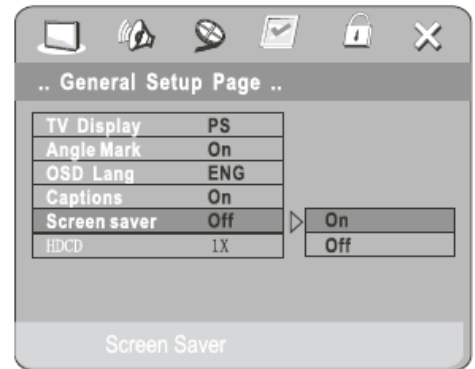 .. General Setup Page ..
TV Display PS
Angle Mark On
OSD Lang ENG
Captions On
Screen saver Off On
HDCD 1X Off
Screen Saver